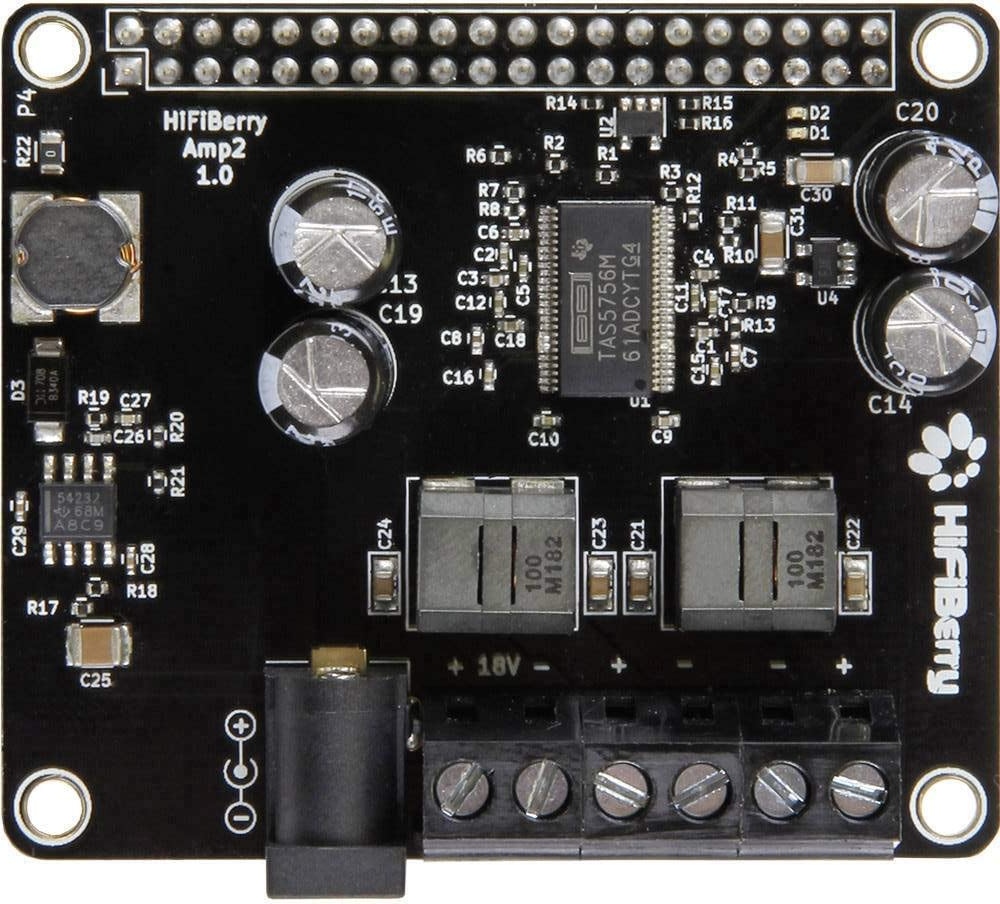 P4
R22
HiFiBerry
Amp2
1.0
R14
R15
U2
R16
D2
D1
C20
R6
R2
R1
R4
R5
R3
C30
R7
R8
R12
R11
C31
C6
C2
R10
C4
U4
C3
C5
C12
C11
R9
C13
C19
R13
C8
C18
C15
C7
C16
U1
C14
TAS5756M
61ADCYTG4
D3
B340A
R19
C27
C26
R20
R21
C10
C9
54232
68M
A8C9
C29
C28
R18
R17
C25
C24
100
M182
C23
C21
100
M182
C22
HiFiBerry
+ 18V -
+
-
-
+
+
-